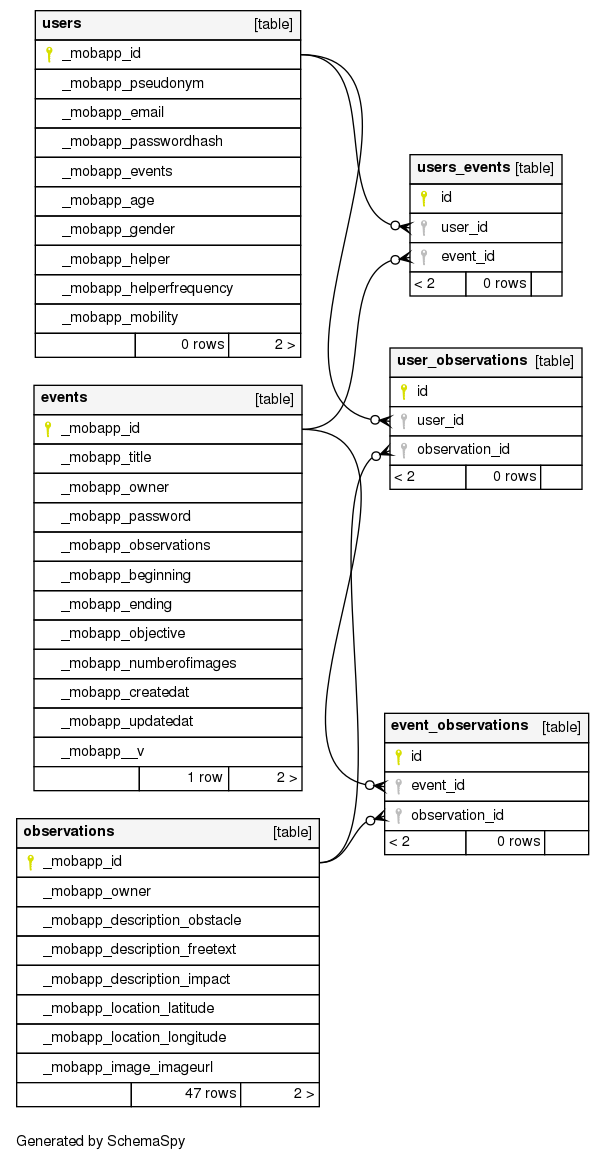 users [table]
_mobapp_id
_mobapp_pseudonym
_mobapp_email
_mobapp_passwordhash
_mobapp_events
_mobapp_age
_mobapp_gender
_mobapp_helper
_mobapp_helperfrequency
_mobapp_mobility
0 rows 2 >
users_events [table]
id
user_id
event_id
< 2 0 rows
user_observations [table]
id
user_id
observation_id
< 2 0 rows
events [table]
_mobapp_id
_mobapp_title
_mobapp_owner
_mobapp_password
_mobapp_observations
_mobapp_beginning
_mobapp_ending
_mobapp_objective
_mobapp_numberofimages
_mobapp_createdat
_mobapp_updatedat
_mobapp__v
1 row 2 >
event_observations [table]
id
event_id
observation_id
< 2 0 rows
observations [table]
_mobapp_id
_mobapp_owner
_mobapp_description_obstacle
_mobapp_description_freetext
_mobapp_description_impact
_mobapp_location_latitude
_mobapp_location_longitude
_mobapp_image_imageurl
47 rows 2 >
Generated by SchemaSpy